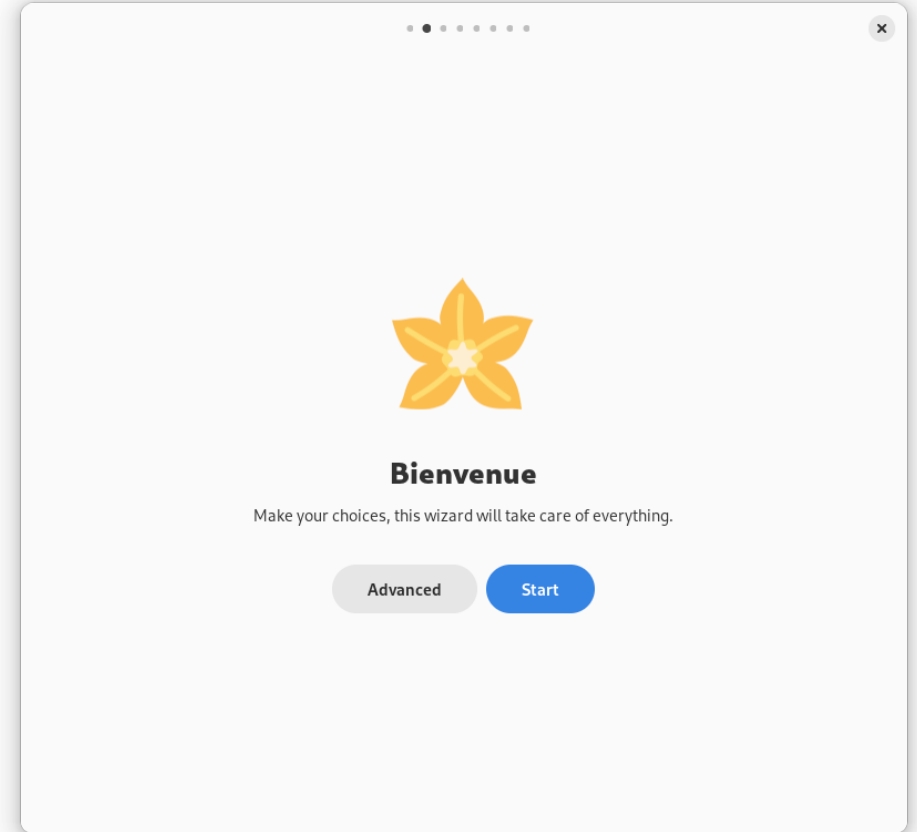 Bienvenue
Make your choices, this wizard will take care of everything.
Advanced Start